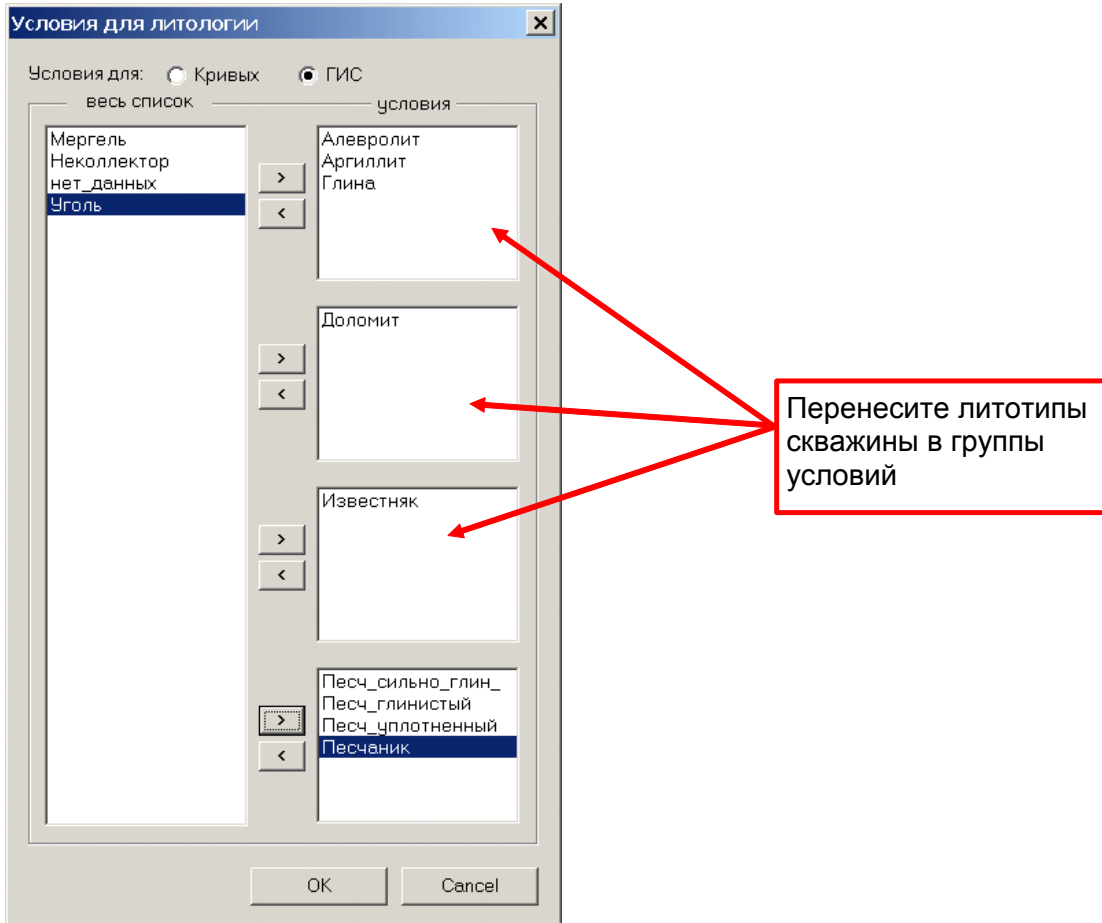 Условия для литологии
Условия для: Кривых ГИС
весь список условия
Мергель
Неколлектор
нет_данных
Уголь
>
<
Алевролит
Аргиллит
Глина
>
<
Доломит
>
<
Известняк
>
<
Песч_сильно_глин_
Песч_глинистый
Песч_уплотненный
Песчаник
OK Cancel
Перенесите литотипы
скважины в группы
условий